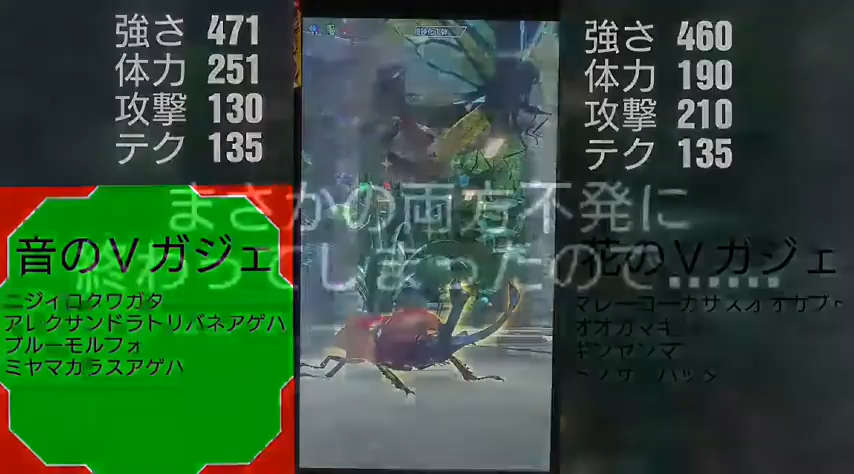 強さ 471
体力 251
攻撃 130
テク 135
強さ 460
体力 190
攻撃 210
テク 135
まさかの両方不発に
終わってしまったので……
音のVガジェ
ニジイロクワガタ
アレクサンドラトリバネアゲハ
ブルーモルフォ
ミヤマカラスアゲハ
花のVガジェ
オオカマキ
ギンヤンマ